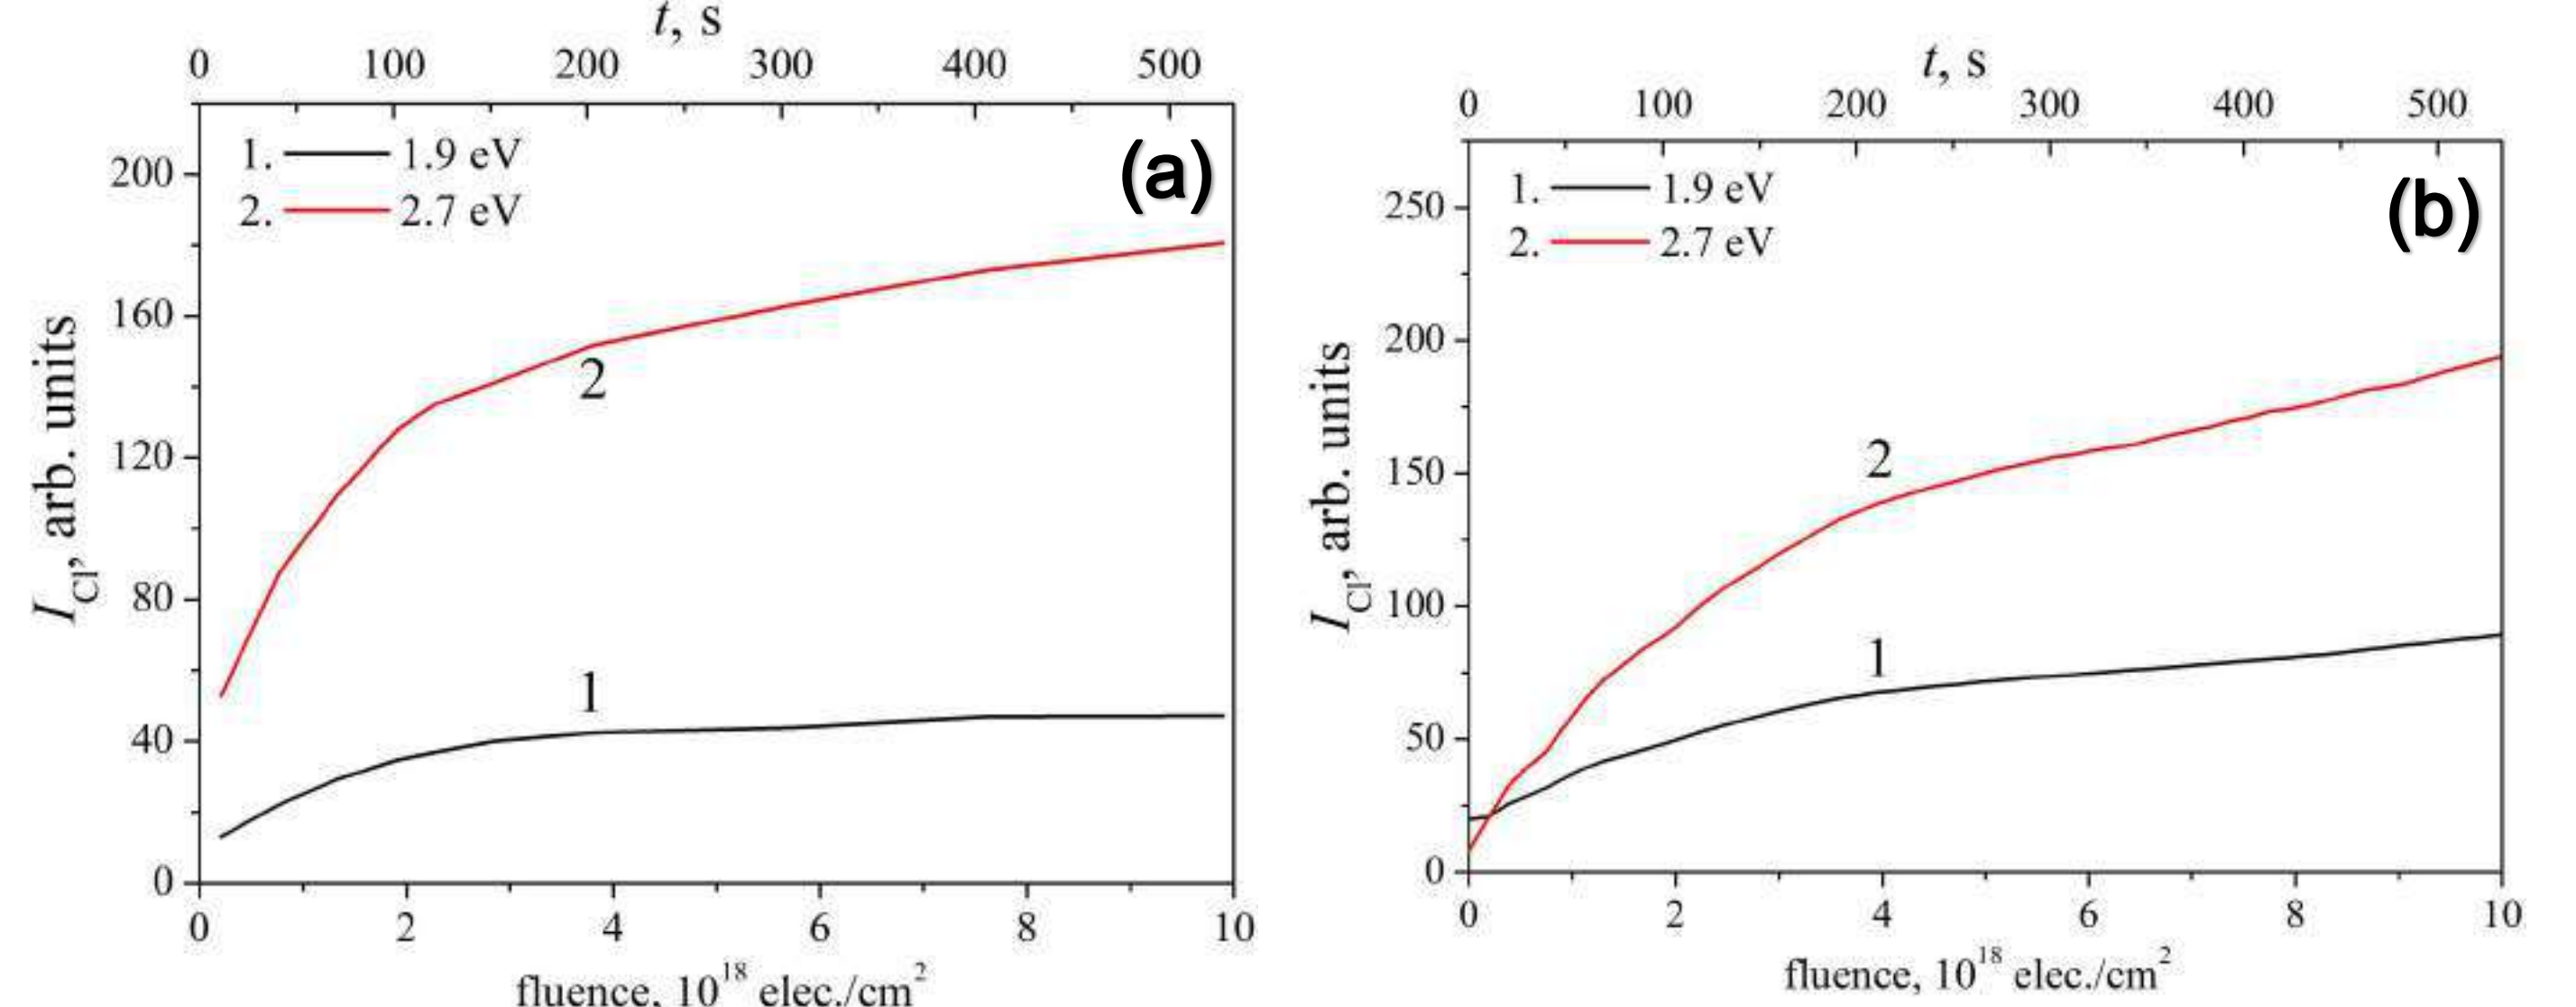 t, s
0 100 200 300 400 500
1. 1.9 eV
2. 2.7 eV
(a)
200
160
120
80
40
0
I_Cl, arb. units
2
1
0 2 4 6 8 10
fluence, 10^18 elec./cm^2
t, s
0 100 200 300 400 500
1. 1.9 eV
2. 2.7 eV
(b)
250
200
150
100
50
0
I_Cl, arb. units
2
1
0 2 4 6 8 10
fluence, 10^18 elec./cm^2